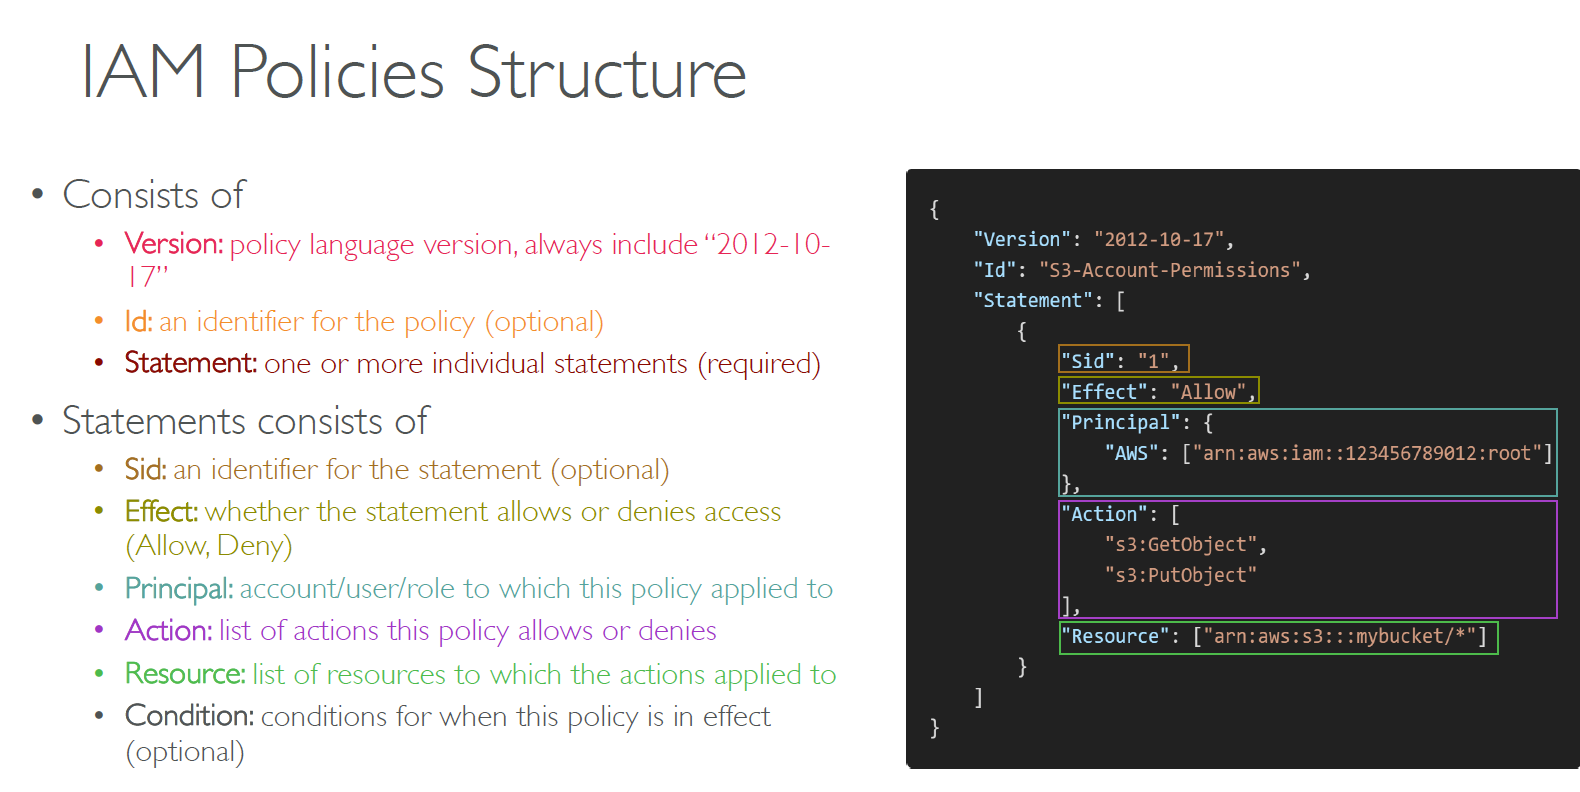 IAM Policies Structure
• Consists of
• Version: policy language version, always include “2012-10-
17”
• Id: an identifier for the policy (optional)
• Statement: one or more individual statements (required)
• Statements consists of
• Sid: an identifier for the statement (optional)
• Effect: whether the statement allows or denies access
(Allow, Deny)
• Principal: account/user/role to which this policy applied to
• Action: list of actions this policy allows or denies
• Resource: list of resources to which the actions applied to
• Condition: conditions for when this policy is in effect
(optional)
{
"Version": "2012-10-17",
"Id": "S3-Account-Permissions",
"Statement": [
{
"Sid": "1",
"Effect": "Allow",
"Principal": {
"AWS": ["arn:aws:iam::123456789012:root"]
},
"Action": [
"s3:GetObject",
"s3:PutObject"
],
"Resource": ["arn:aws:s3:::mybucket/*"]
}
]
}